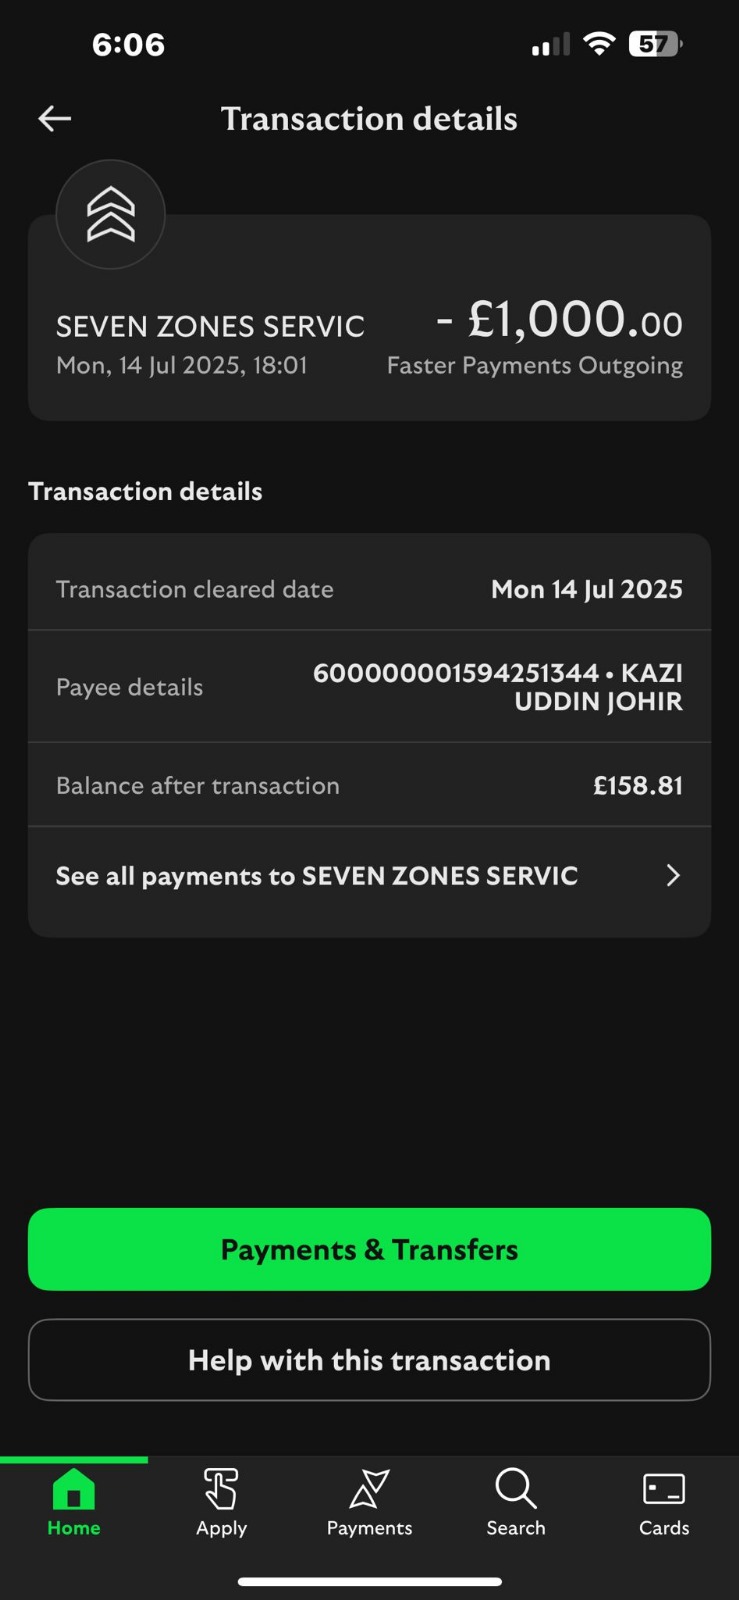 6:06
57
Transaction details
SEVEN ZONES SERVIC
- £1,000.00
Mon, 14 Jul 2025, 18:01
Faster Payments Outgoing
Transaction details
Transaction cleared date
Mon 14 Jul 2025
Payee details
600000001594251344 • KAZI
UDDIN JOHIR
Balance after transaction
£158.81
See all payments to SEVEN ZONES SERVIC
Payments & Transfers
Help with this transaction
Home
Apply
Payments
Search
Cards